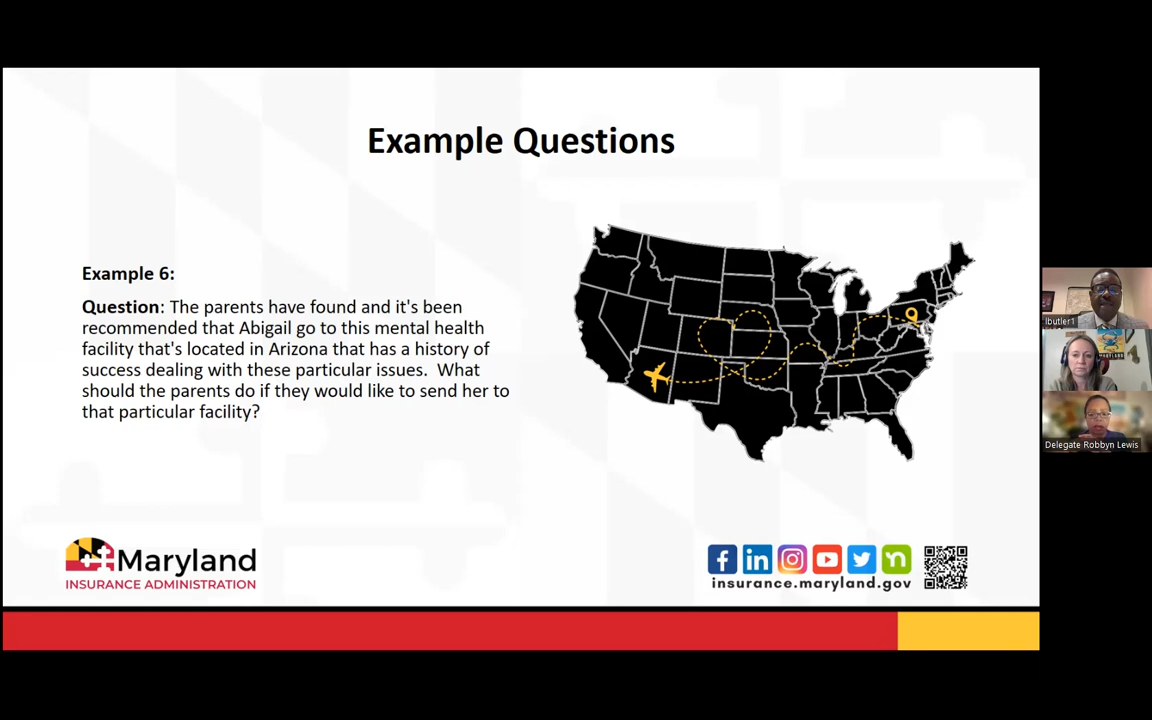 Example Questions
Example 6:
Question: The parents have found and it's been
recommended that Abigail go to this mental health
facility that's located in Arizona that has a history of
success dealing with these particular issues.  What
should the parents do if they would like to send her to
that particular facility?
Maryland
INSURANCE ADMINISTRATION
insurance.maryland.gov
lbutler1
Delegate Robbyn Lewis